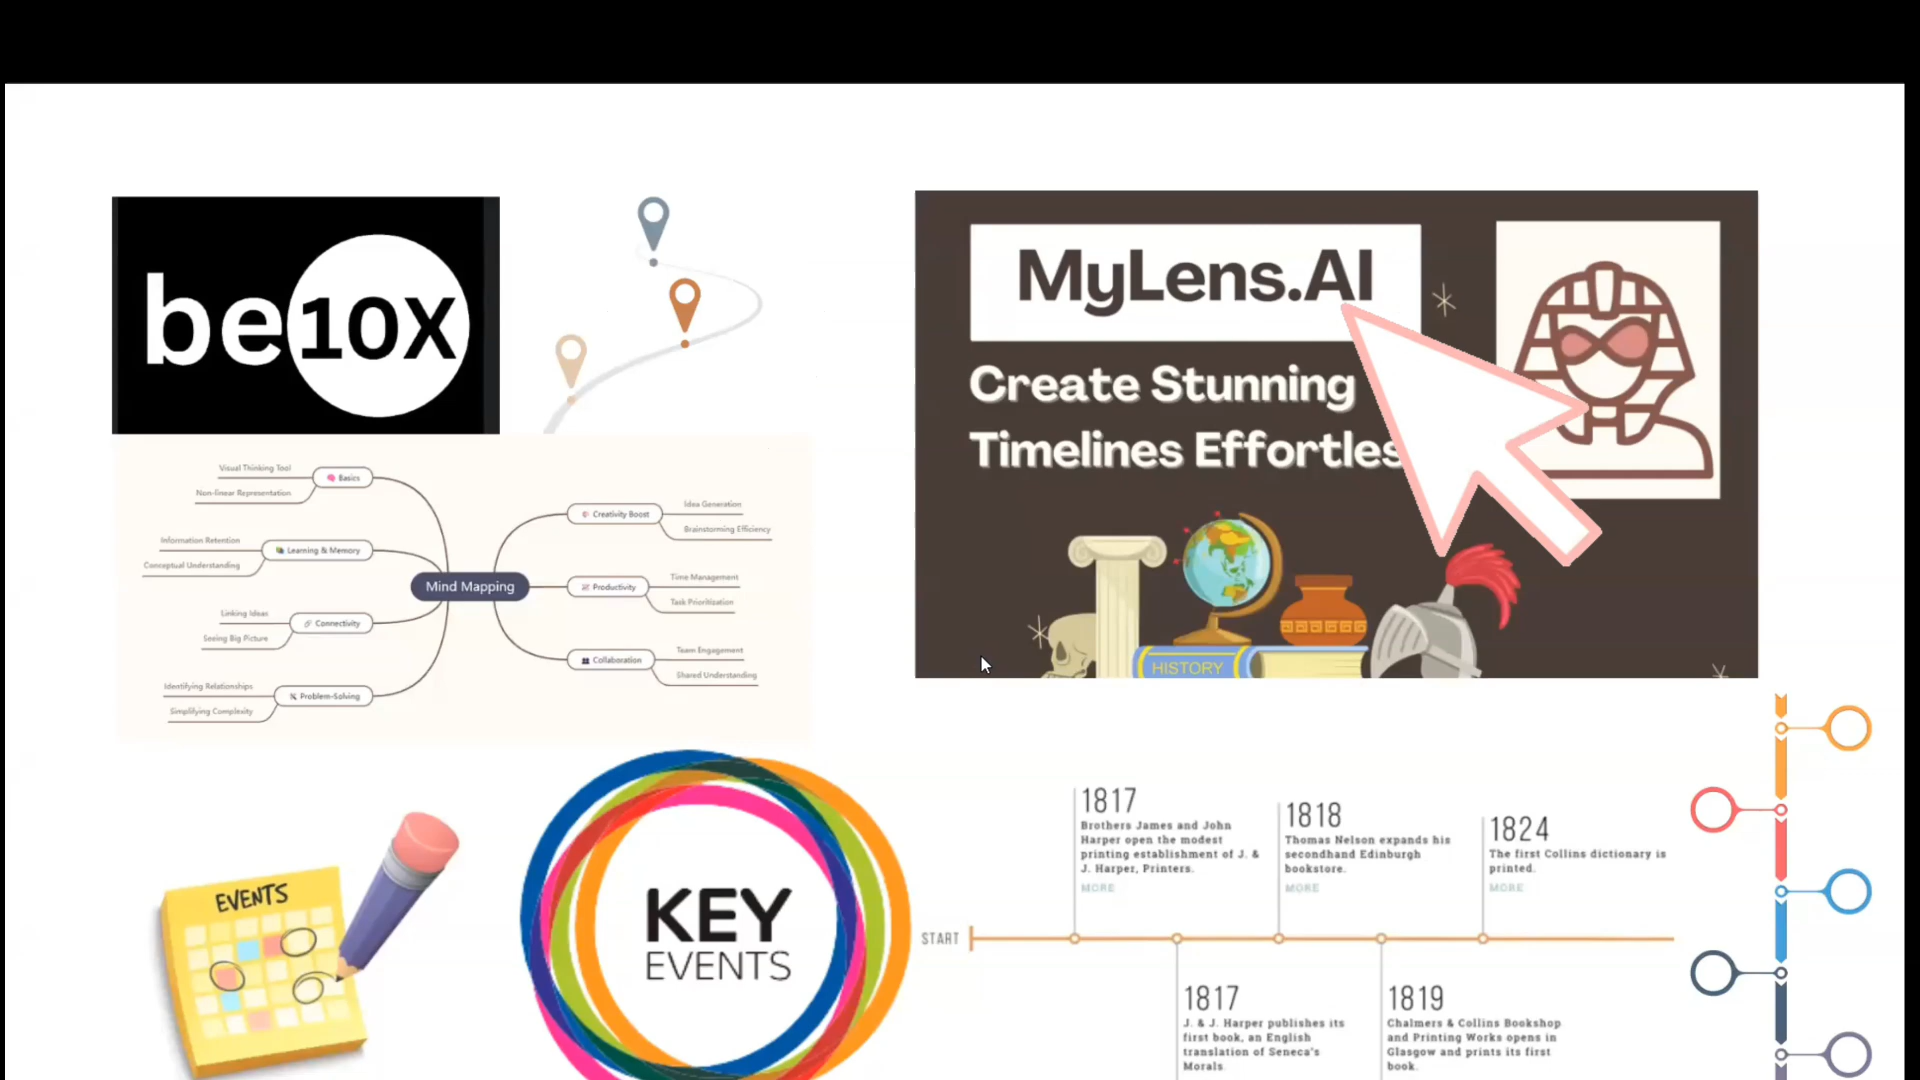 be10X
MyLens.AI
Create Stunning
Timelines Effortles
HISTORY
Visual Thinking Tool
Non-linear Representation
Basics
Information Retention
Conceptual Understanding
Learning & Memory
Linking Ideas
Seeing Big Picture
Connectivity
Identifying Relationships
Simplifying Complexity
Problem-Solving
Mind Mapping
Creativity Boost
Idea Generation
Brainstorming Efficiency
Productivity
Time Management
Task Prioritization
Collaboration
Team Engagement
Shared Understanding
EVENTS
KEY
EVENTS
START
1817
Brothers James and John
Harper open the modest
printing establishment of J. &
J. Harper, Printers.
MORE
1818
Thomas Nelson expands his
secondhand Edinburgh
bookstore.
MORE
1824
The first Collins dictionary is
printed.
MORE
1817
J. & J. Harper publishes its
first book, an English
translation of Seneca's
Morals.
1819
Chalmers & Collins Bookshop
and Printing Works opens in
Glasgow and prints its first
book.